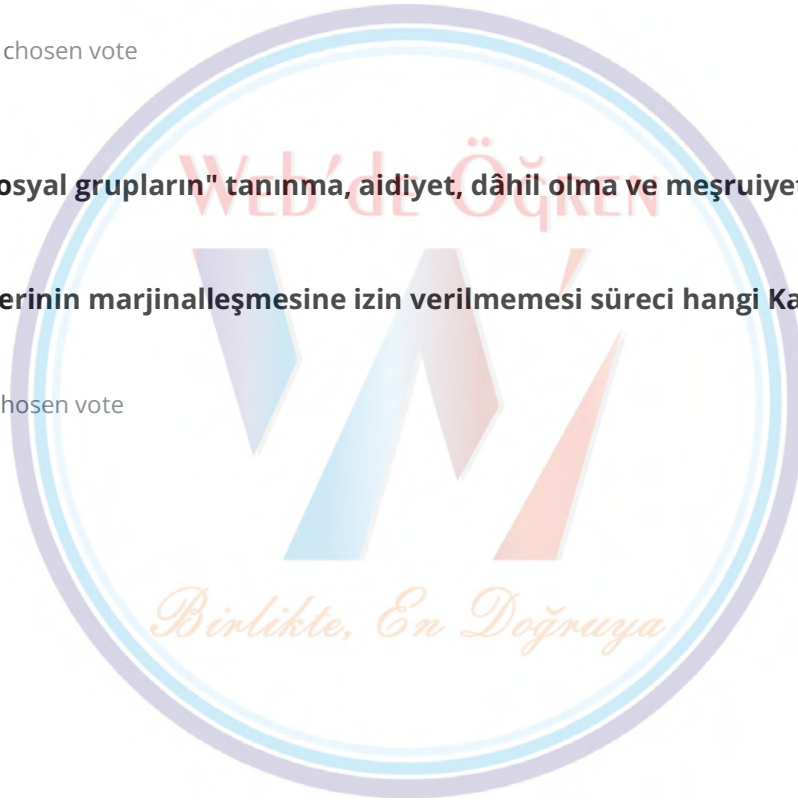 chosen vote
Web'de Öğren
osyal grupların" tanınma, aidiyet, dâhil olma ve meşruiyet
erinin marjinalleşmesine izin verilmemesi süreci hangi Ka
hosen vote
Birlikte, En Doğruya